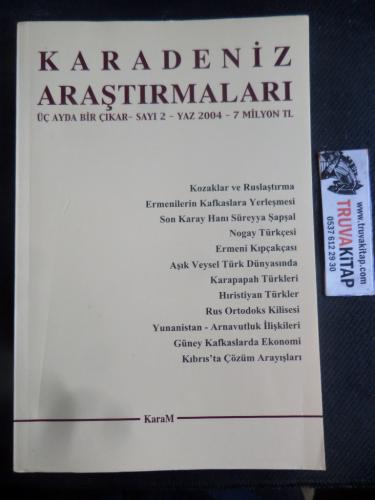 KARADENİZ
ARAŞTIRMALARI
ÜÇ AYDA BİR ÇIKAR- SAYI 2 - YAZ 2004 - 7 MİLYON TL
Kozaklar ve Ruslaştırma
Ermenilerin Kafkaslara Yerleşmesi
Son Karay Hanı Süreyya Şapşal
Nogay Türkçesi
Ermeni Kıpçakçası
Aşık Veysel Türk Dünyasında
Karapapah Türkleri
Hıristiyan Türkler
Rus Ortodoks Kilisesi
Yunanistan - Arnavutluk İlişkileri
Güney Kafkaslarda Ekonomi
Kıbrıs'ta Çözüm Arayışları
KaraM
www.truvakitap.com
TRUVAKİTAP
0537 612 29 30